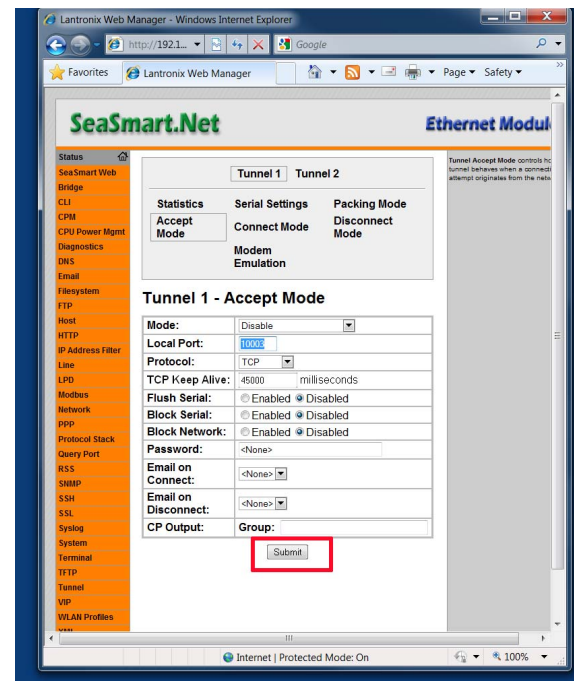 Lantronix Web Manager - Windows Internet Explorer
http://192.1...
Google
Favorites
Lantronix Web Manager
Page
Safety
SeaSmart.Net
Ethernet Modul
Status
SeaSmart Web
Bridge
CLI
CPM
CPU Power Mgmt
Diagnostics
DNS
Email
Filesystem
FTP
Host
HTTP
IP Address Filter
Line
LPD
Modbus
Network
PPP
Protocol Stack
Query Port
RSS
SNMP
SSH
SSL
Syslog
System
Terminal
TFTP
Tunnel
VIP
WLAN Profiles
XML
Tunnel 1 Tunnel 2
Statistics Serial Settings Packing Mode
Accept Mode Connect Mode Disconnect Mode
Modem Emulation
Tunnel 1 - Accept Mode
Mode: Disable
Local Port: 10003
Protocol: TCP
TCP Keep Alive: 45000 milliseconds
Flush Serial: Enabled Disabled
Block Serial: Enabled Disabled
Block Network: Enabled Disabled
Password: <None>
Email on Connect: <None>
Email on Disconnect: <None>
CP Output: Group:
Submit
Tunnel Accept Mode controls ho
tunnel behaves when a connecti
attempt originates from the netw
Internet | Protected Mode: On
100%